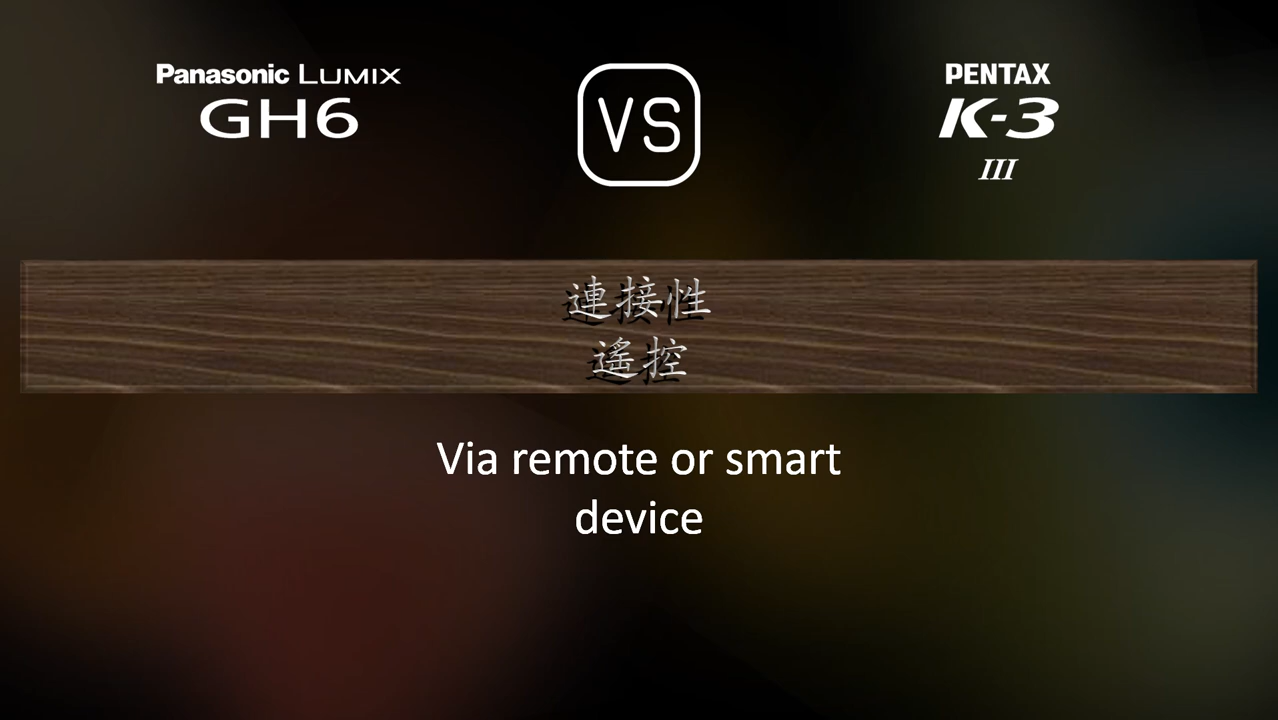 Panasonic LUMIX
GH6
VS
PENTAX
K-3
III
連接性
遙控
Via remote or smart
device